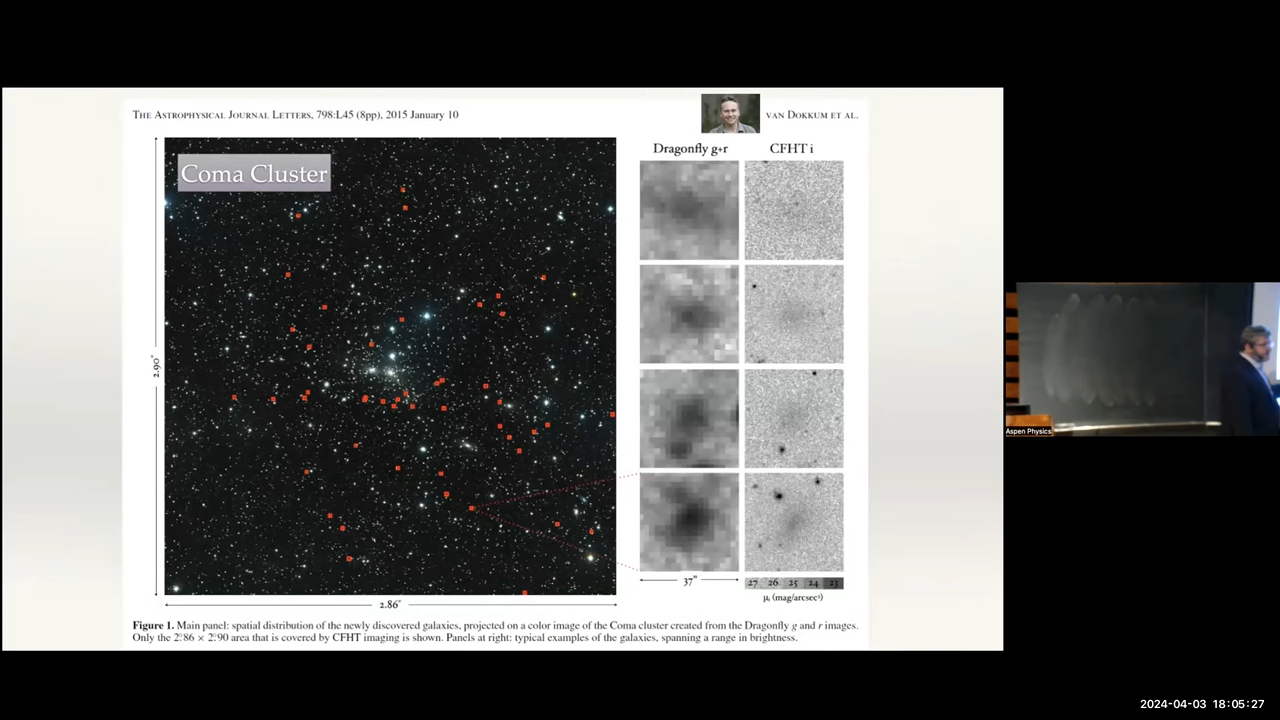 THE ASTROPHYSICAL JOURNAL LETTERS, 798:L45 (8pp), 2015 January 10
VAN DOKKUM ET AL.
Coma Cluster
Dragonfly g+r
CFHT i
2.90°
2.86°
37"
27 26 25 24 23
μi (mag/arcsec²)
Figure 1. Main panel: spatial distribution of the newly discovered galaxies, projected on a color image of the Coma cluster created from the Dragonfly g and r images.
Only the 2°.86 × 2°.90 area that is covered by CFHT imaging is shown. Panels at right: typical examples of the galaxies, spanning a range in brightness.
Aspen Physics
2024-04-03 18:05:27